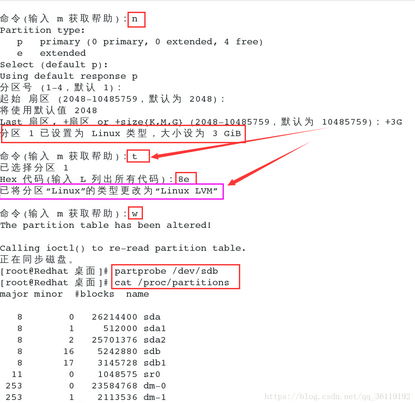 命令(输入 m 获取帮助): n
Partition type:
p primary (0 primary, 0 extended, 4 free)
e extended
Select (default p):
Using default response p
分区号 (1-4，默认 1):
起始 扇区 (2048-10485759，默认为 2048):
将使用默认值 2048
Last 扇区, +扇区 or +size{K,M,G} (2048-10485759，默认为 10485759): +3G
分区 1 已设置为 Linux 类型，大小设为 3 GiB
命令(输入 m 获取帮助): t
已选择分区 1
Hex 代码(输入 L 列出所有代码): 8e
已将分区“Linux”的类型更改为“Linux LVM”
命令(输入 m 获取帮助): w
The partition table has been altered!
Calling ioctl() to re-read partition table.
正在同步磁盘。
[root@Redhat 桌面]# partprobe /dev/sdb
[root@Redhat 桌面]# cat /proc/partitions
major minor #blocks name
8 0 26214400 sda
8 1 512000 sda1
8 2 25701376 sda2
8 16 5242880 sdb
8 17 3145728 sdb1
11 0 1048575 sr0
253 0 23584768 dm-0
253 1 2113536 dm-1
https://blog.csdn.net/qq_36119192